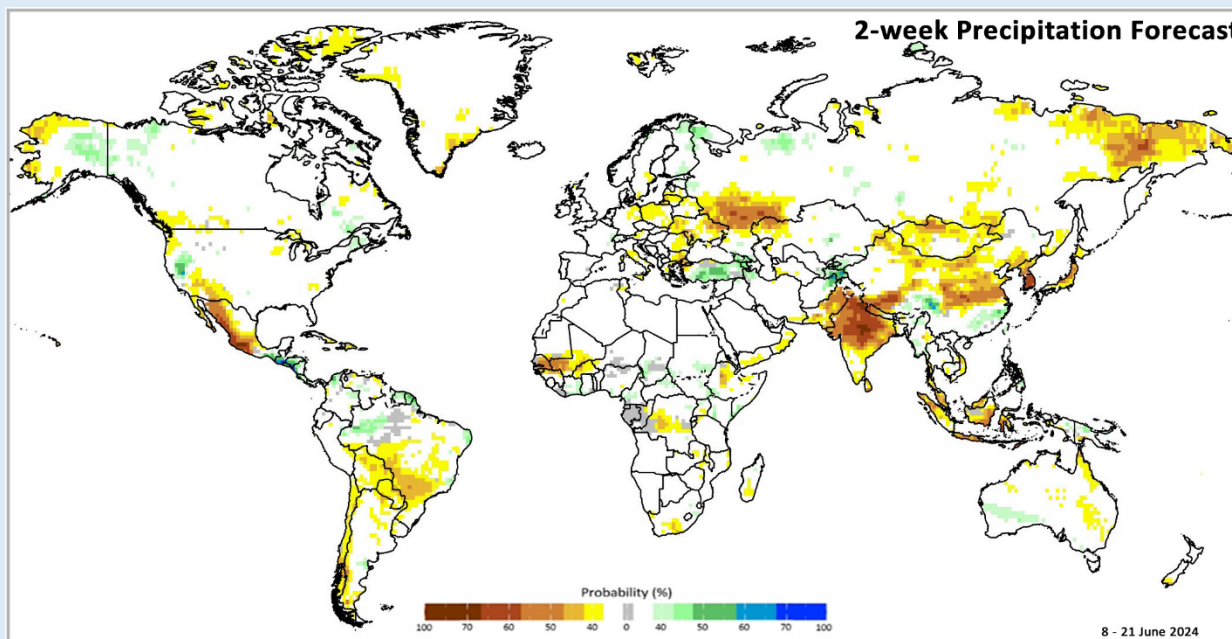 2-week Precipitation Forecast
Probability (%)
100 70 60 50 40 0 40 50 60 70 100
8 - 21 June 2024